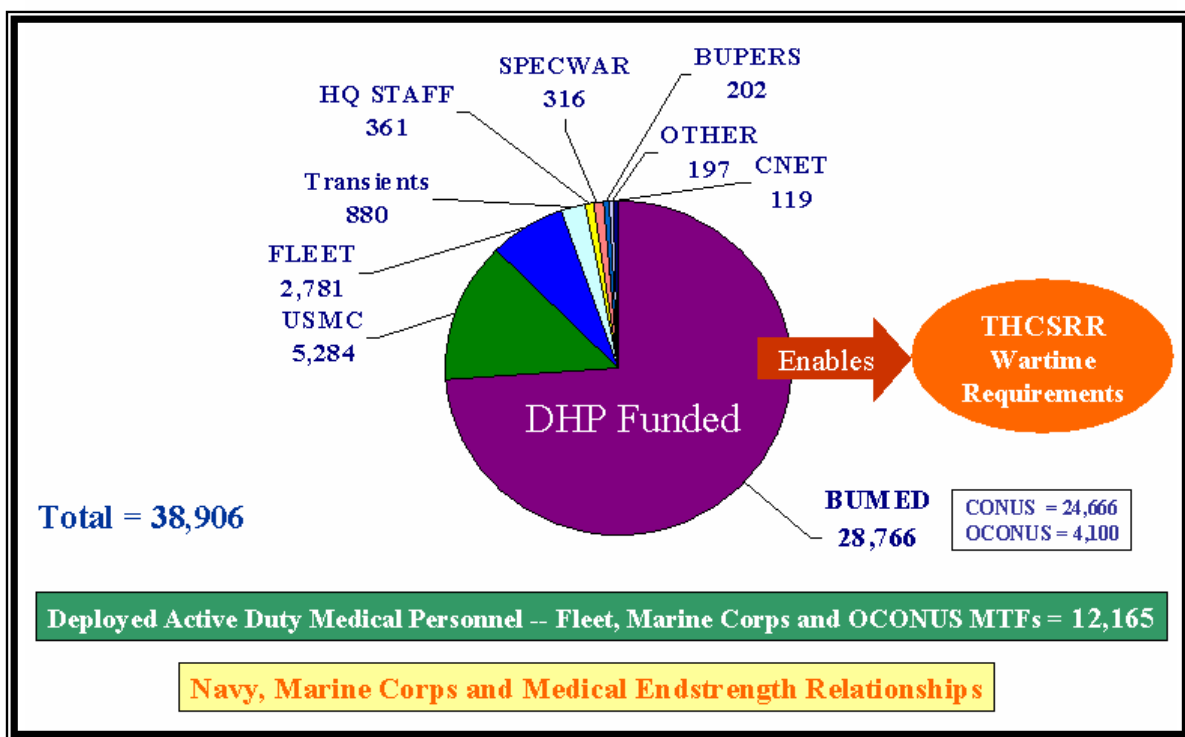 SPECWAR
316
BUPERS
202
HQ STAFF
361
OTHER
197
CNET
119
Transients
880
FLEET
2,781
USMC
5,284
Enables
THCSRR
Wartime
Requirements
DHP Funded
BUMED
28,766
CONUS = 24,666
OCONUS = 4,100
Total = 38,906
Deployed Active Duty Medical Personnel -- Fleet, Marine Corps and OCONUS MTFs = 12,165
Navy, Marine Corps and Medical Endstrength Relationships